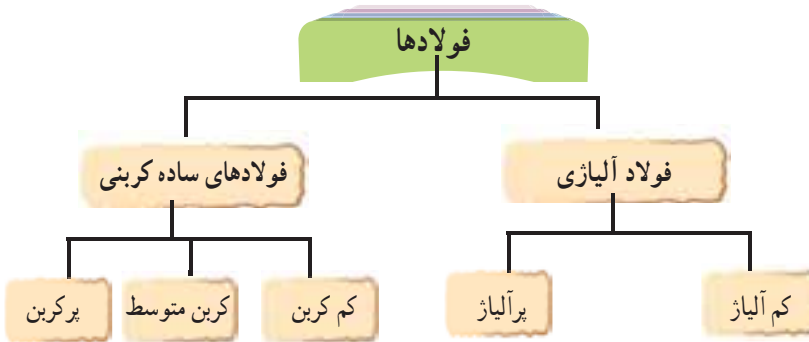 فولادها
فولاد آلیاژی
فولادهای ساده کربنی
کم آلیاژ
پرآلیاژ
کم کربن
کربن متوسط
پرکربن